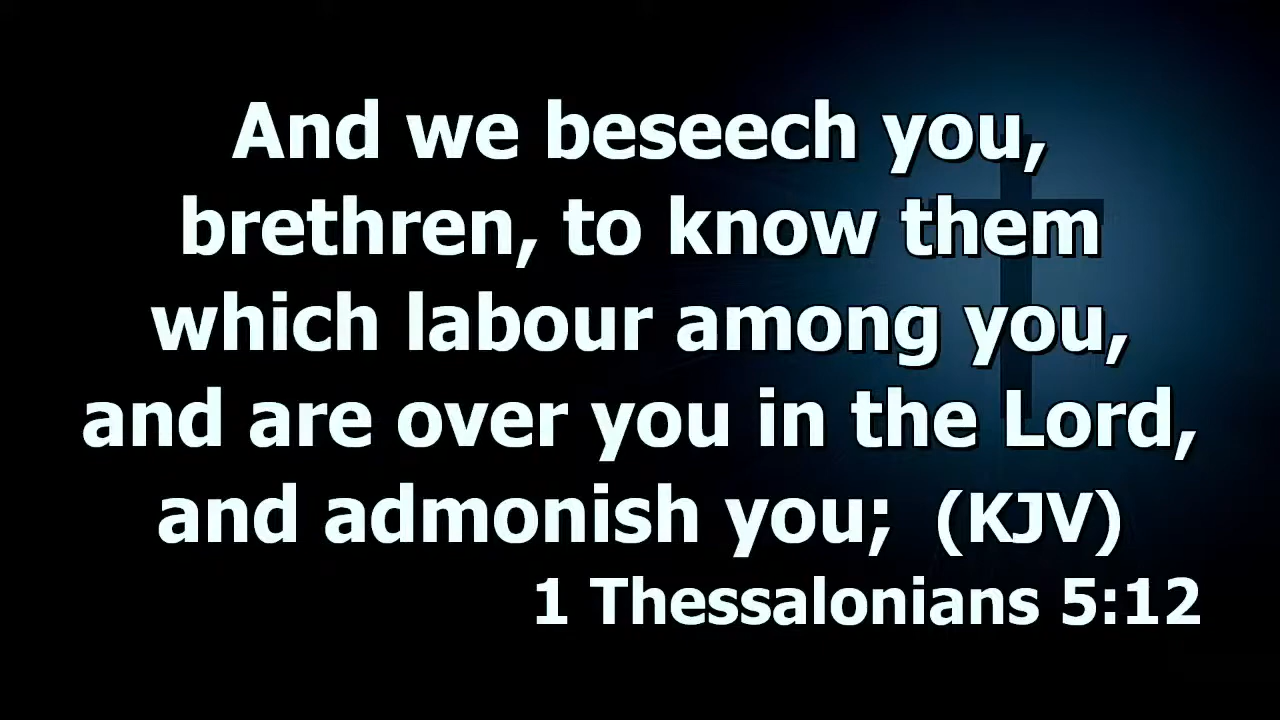 And we beseech you,
brethren, to know them
which labour among you,
and are over you in the Lord,
and admonish you; (KJV)
1 Thessalonians 5:12